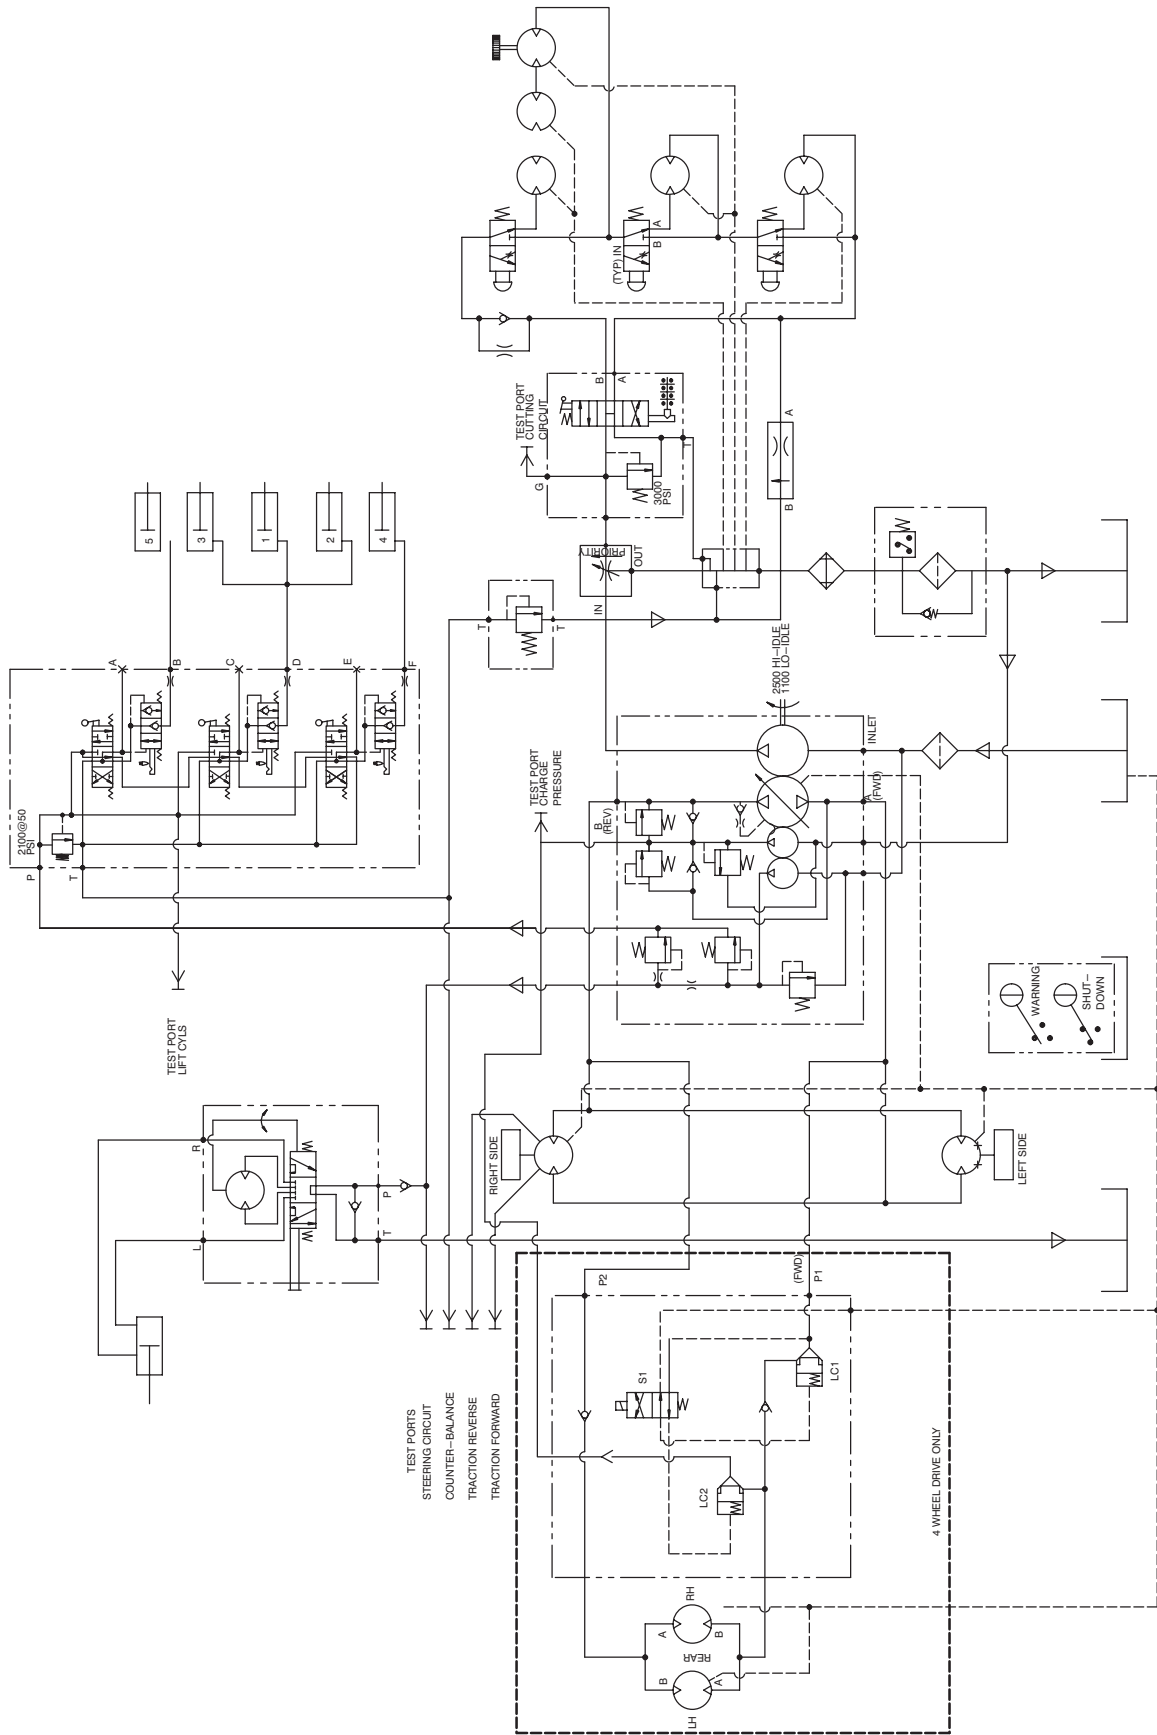 5
3
1
2
4
A
B
C
D
E
F
2100@50
PSI
P
T
TEST PORT
LIFT CYLS
T
T
TEST PORT
CUTTING
CIRCUIT
G
B
A
T
3000
PSI
PRIORITY
OUT
IN
(TYP) IN
A
B
A
B
2500 HI-IDLE
1100 LO-IDLE
INLET
A
(FWD)
B
(REV)
TEST PORT
CHARGE
PRESSURE
R
L
P
T
TEST PORTS
STEERING CIRCUIT
COUNTER-BALANCE
TRACTION REVERSE
TRACTION FORWARD
RIGHT SIDE
LEFT SIDE
WARNING
SHUT-
DOWN
P2
(FWD)
P1
S1
LC1
LC2
RH
A
B
REAR
B
A
LH
4 WHEEL DRIVE ONLY